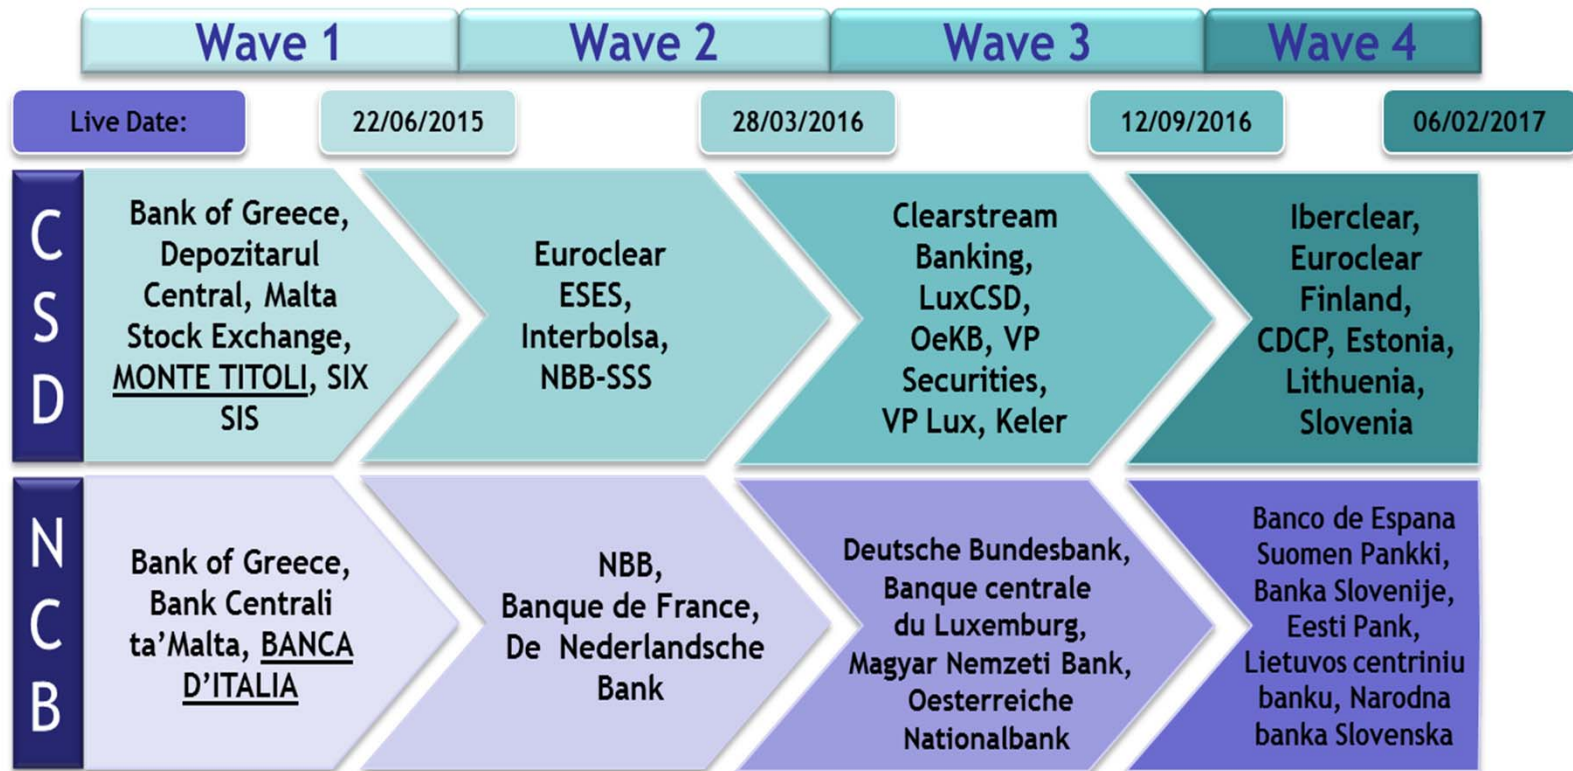 Wave 1
Wave 2
Wave 3
Wave 4
Live Date:
22/06/2015
28/03/2016
12/09/2016
06/02/2017
C
S
D
Bank of Greece,
Depozitarul
Central, Malta
Stock Exchange,
MONTE TITOLI, SIX
SIS
Euroclear
ESES,
Interbolsa,
NBB-SSS
Clearstream
Banking,
LuxCSD,
OeKB, VP
Securities,
VP Lux, Keler
Iberclear,
Euroclear
Finland,
CDCP, Estonia,
Lithuenia,
Slovenia
N
C
B
Bank of Greece,
Bank Centrali
ta’Malta, BANCA
D’ITALIA
NBB,
Banque de France,
De Nederlandsche
Bank
Deutsche Bundesbank,
Banque centrale
du Luxemburg,
Magyar Nemzeti Bank,
Oesterreiche
Nationalbank
Banco de Espana
Suomen Pankki,
Banka Slovenije,
Eesti Pank,
Lietuvos centriniu
banku, Narodna
banka Slovenska